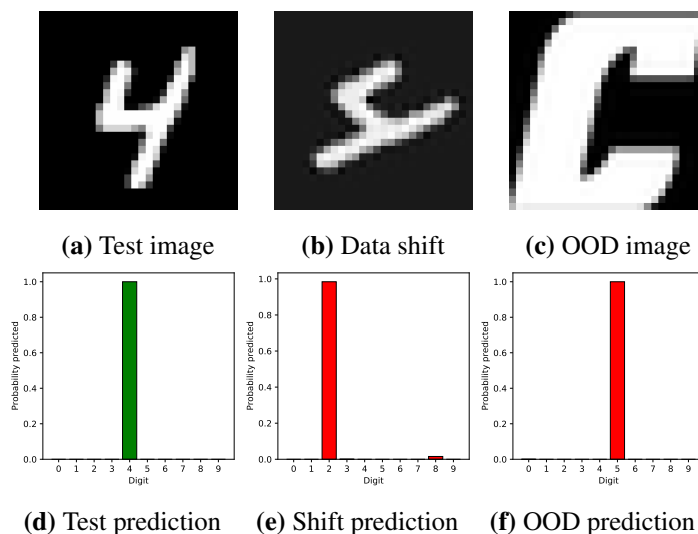 4
C
(a) Test image (b) Data shift (c) OOD image
Probability predicted
1.0
0.8
0.6
0.4
0.2
0.0
0 1 2 3 4 5 6 7 8 9
Digit
Probability predicted
1.0
0.8
0.6
0.4
0.2
0.0
0 1 2 3 4 5 6 7 8 9
Digit
Probability predicted
1.0
0.8
0.6
0.4
0.2
0.0
0 1 2 3 4 5 6 7 8 9
Digit
(d) Test prediction (e) Shift prediction (f) OOD prediction